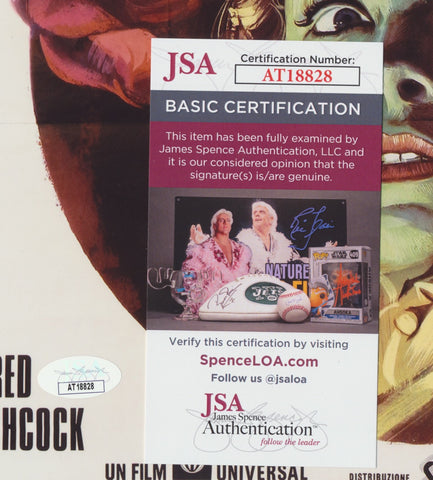 JSA
Certification Number:
AT18828
BASIC CERTIFICATION
This item has been fully examined by
James Spence Authentication, LLC and
it is our considered opinion that the
signature(s) is/are genuine.
NATURE
JETS
AHSOKA
Verify this certification by visiting
SpenceLOA.com
Follow us @jsaloa
JSA
James Spence
Authentication
follow the leader
AT18828
RED
HCOCK
UN FILM
UNIVERSAL
DISTRIBUZIONE